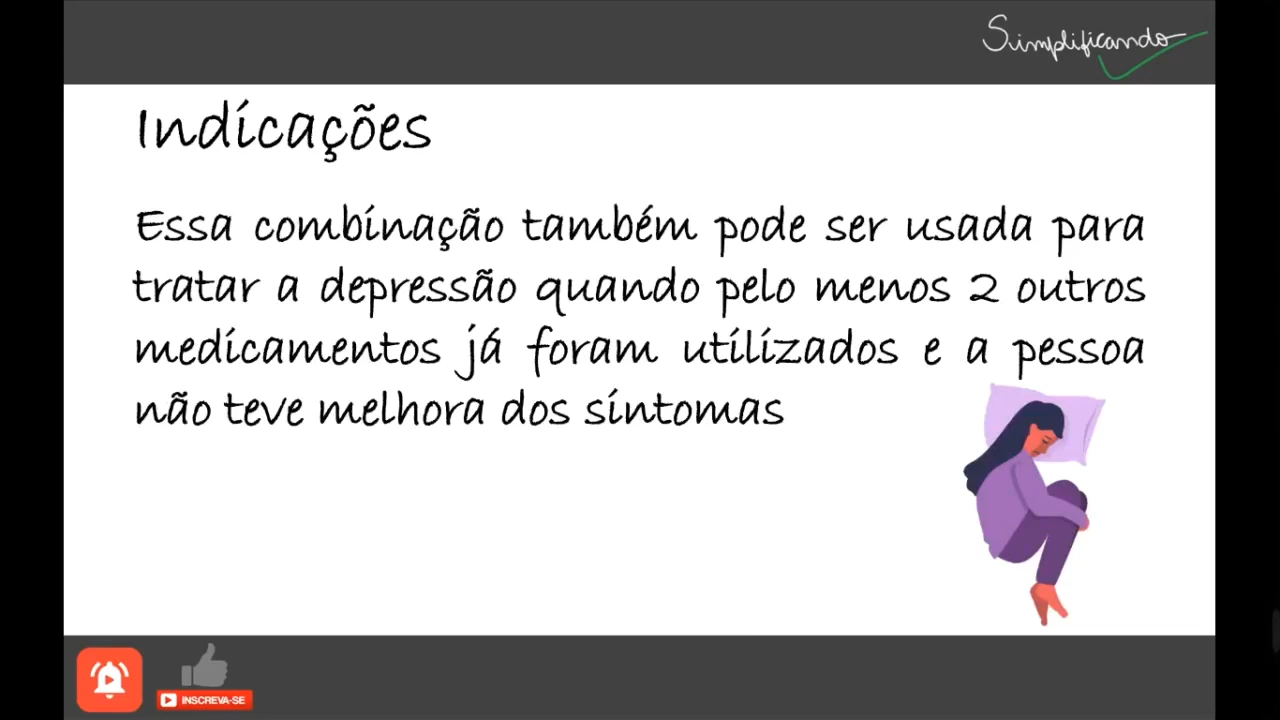 Simplificando
Indicações
Essa combinação também pode ser usada para
tratar a depressão quando pelo menos 2 outros
medicamentos já foram utilizados e a pessoa
não teve melhora dos sintomas
INSCREVA-SE